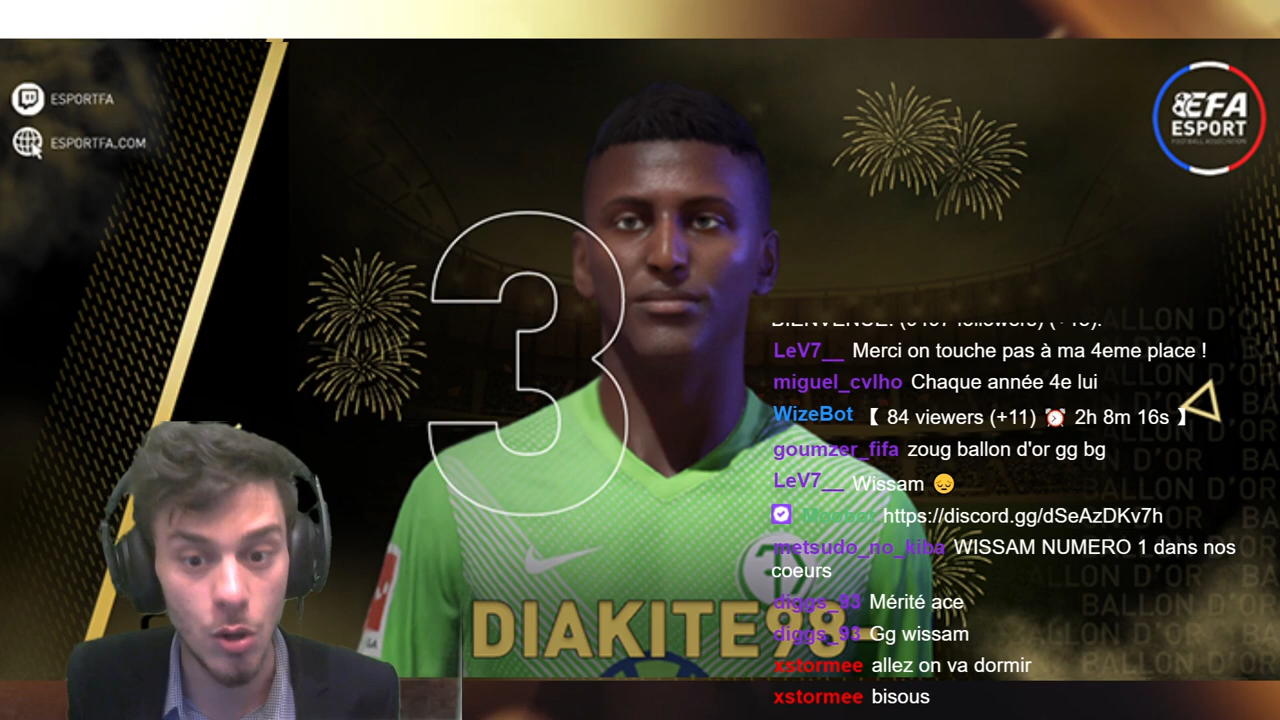 ESPORTFA
ESPORTFA.COM
EFA
ESPORT
FOOTBALL ASSOCIATION
3
LeV7__ Merci on touche pas à ma 4eme place !
miguel_cvlho Chaque année 4e lui
WizeBot 【 84 viewers (+11) ⏰ 2h 8m 16s 】
goumzer_fifa zoug ballon d'or gg bg
LeV7__ Wissam 😔
https://discord.gg/dSeAzDKv7h
metsudo_no_kiba WISSAM NUMERO 1 dans nos
coeurs
diggs_93 Mérité ace
diggs_93 Gg wissam
xstormee allez on va dormir
xstormee bisous
DIAKITE98
BALLON D'OR